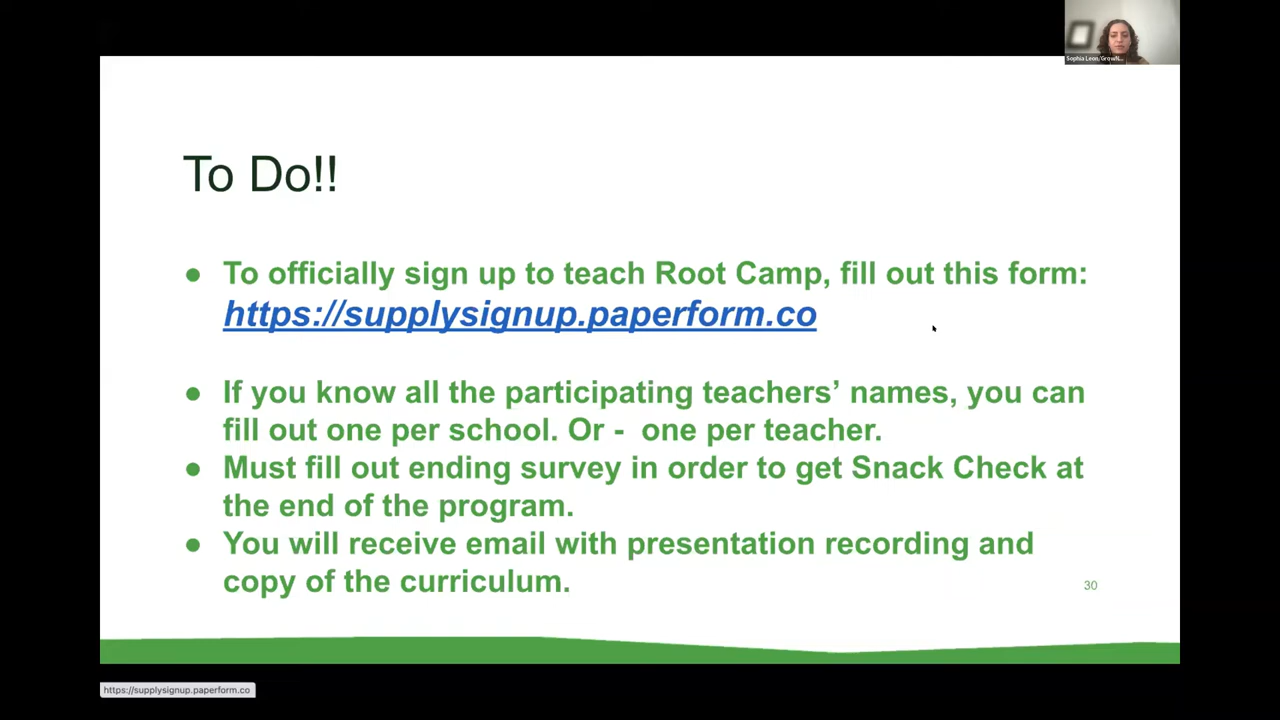 Sophia Leon/GrowN...
To Do!!
● To officially sign up to teach Root Camp, fill out this form:
https://supplysignup.paperform.co
● If you know all the participating teachers’ names, you can
fill out one per school. Or - one per teacher.
● Must fill out ending survey in order to get Snack Check at
the end of the program.
● You will receive email with presentation recording and
copy of the curriculum.
30
https://supplysignup.paperform.co